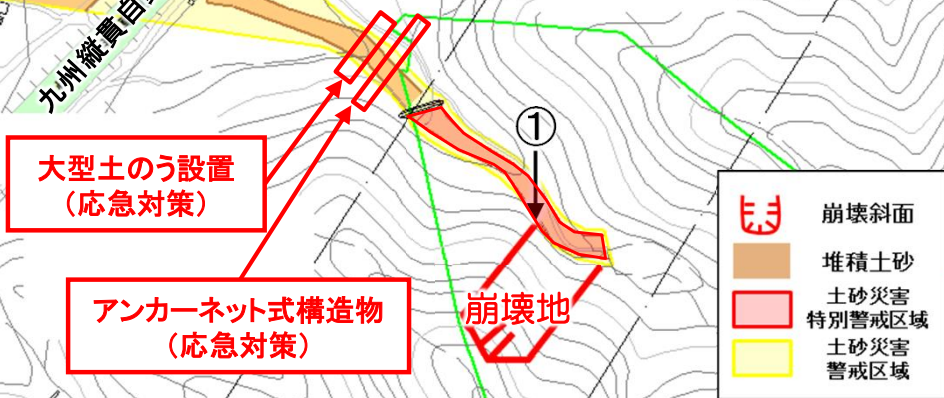 九州縦貫自
①
大型土のう設置
(応急対策)
アンカーネット式構造物
(応急対策)
崩壊地
崩壊斜面
堆積土砂
土砂災害
特別警戒区域
土砂災害
警戒区域